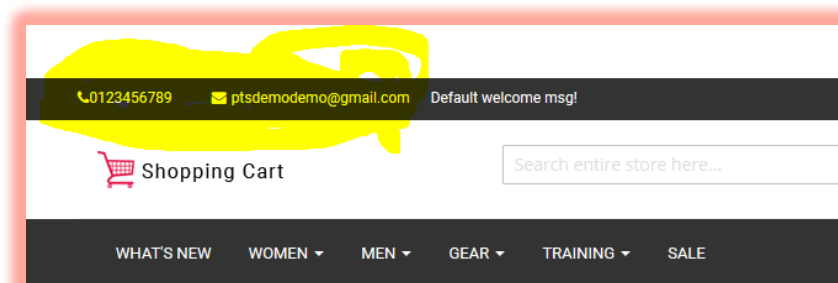 0123456789 ptsdemodemo@gmail.com Default welcome msg!
Shopping Cart Search entire store here...
WHAT'S NEW WOMEN MEN GEAR TRAINING SALE